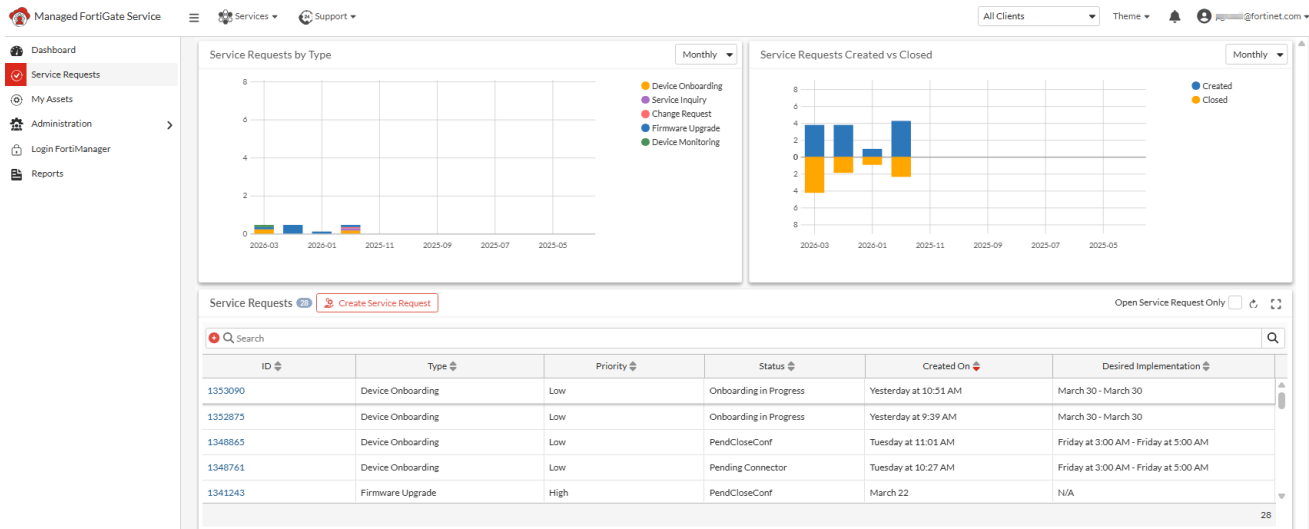 Managed FortiGate Service
Services
Support
All Clients
Theme
@fortinet.com
Dashboard
Service Requests
My Assets
Administration
Login FortiManager
Reports
Service Requests by Type
Monthly
8
6
4
2
0
2026-03
2026-01
2025-11
2025-09
2025-07
2025-05
Device Onboarding
Service Inquiry
Change Request
Firmware Upgrade
Device Monitoring
Service Requests Created vs Closed
Monthly
8
6
4
2
0
2
4
6
8
2026-03
2026-01
2025-11
2025-09
2025-07
2025-05
Created
Closed
Service Requests 28 Create Service Request
Open Service Request Only
Search
ID Type Priority Status Created On Desired Implementation
1353090 Device Onboarding Low Onboarding in Progress Yesterday at 10:51 AM March 30 - March 30
1352875 Device Onboarding Low Onboarding in Progress Yesterday at 9:39 AM March 30 - March 30
1348865 Device Onboarding Low PendCloseConf Tuesday at 11:01 AM Friday at 3:00 AM - Friday at 5:00 AM
1348761 Device Onboarding Low Pending Connector Tuesday at 10:27 AM Friday at 3:00 AM - Friday at 5:00 AM
1341243 Firmware Upgrade High PendCloseConf March 22 N/A
28